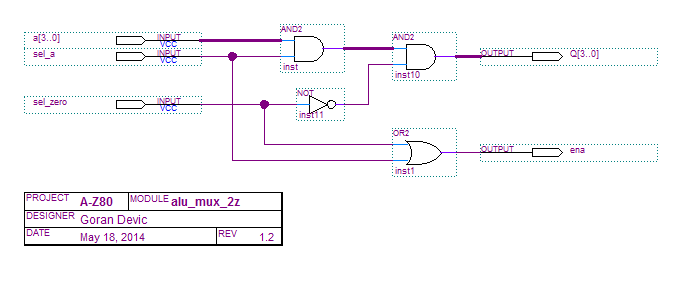 AND2
AND2
a[3..0] INPUT VCC OUTPUT Q[3..0]
sel_a INPUT VCC
inst
inst10
NOT
sel_zero INPUT VCC
inst11
OR2
OUTPUT ena
inst1
PROJECT A-Z80 MODULE alu_mux_2z
DESIGNER Goran Devic
DATE May 18, 2014 REV 1.2